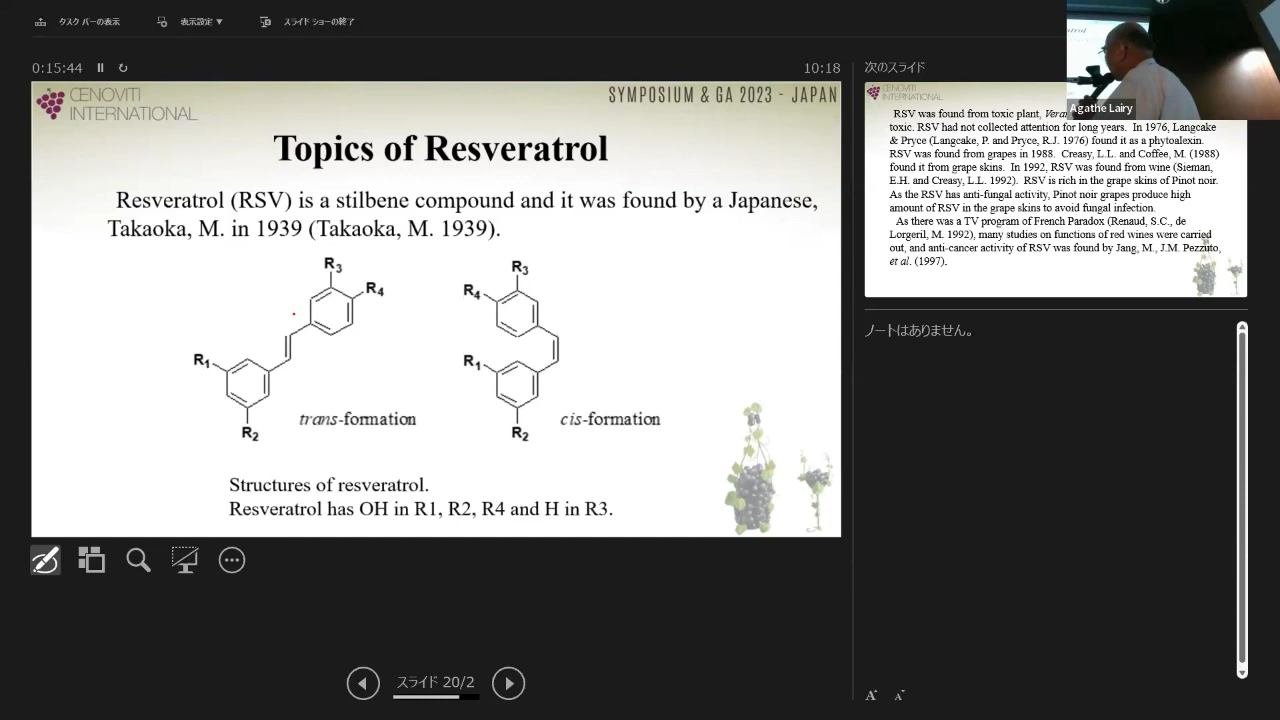 タスク バーの表示
表示設定 ▼
スライド ショーの終了
0:15:44
10:18
ŒNOVITI
INTERNATIONAL
SYMPOSIUM & GA 2023 - JAPAN
Topics of Resveratrol
Resveratrol (RSV) is a stilbene compound and it was found by a Japanese,
Takaoka, M. in 1939 (Takaoka, M. 1939).
R3
R4
R1
R2
trans-formation
R3
R4
R1
R2
cis-formation
Structures of resveratrol.
Resveratrol has OH in R1, R2, R4 and H in R3.
スライド 20/2
次のスライド
Agathe Lairy
ŒNOVITI
INTERNATIONAL
RSV was found from toxic plant,
toxic. RSV had not collected attention for long years. In 1976, Langcake
& Pryce (Langcake, P. and Pryce, R.J. 1976) found it as a phytoalexin.
RSV was found from grapes in 1988. Creasy, L.L. and Coffee, M. (1988)
found it from grape skins. In 1992, RSV was found from wine (Sieman,
E.H. and Creasy, L.L. 1992). RSV is rich in the grape skins of Pinot noir.
As the RSV has anti-fungal activity, Pinot noir grapes produce high
amount of RSV in the grape skins to avoid fungal infection.
As there was a TV program of French Paradox (Renaud, S.C., de
Lorgeril, M. 1992), many studies on functions of red wines were carried
out, and anti-cancer activity of RSV was found by Jang, M., J.M. Pezzuto,
et al. (1997).
ノートはありません。
A A